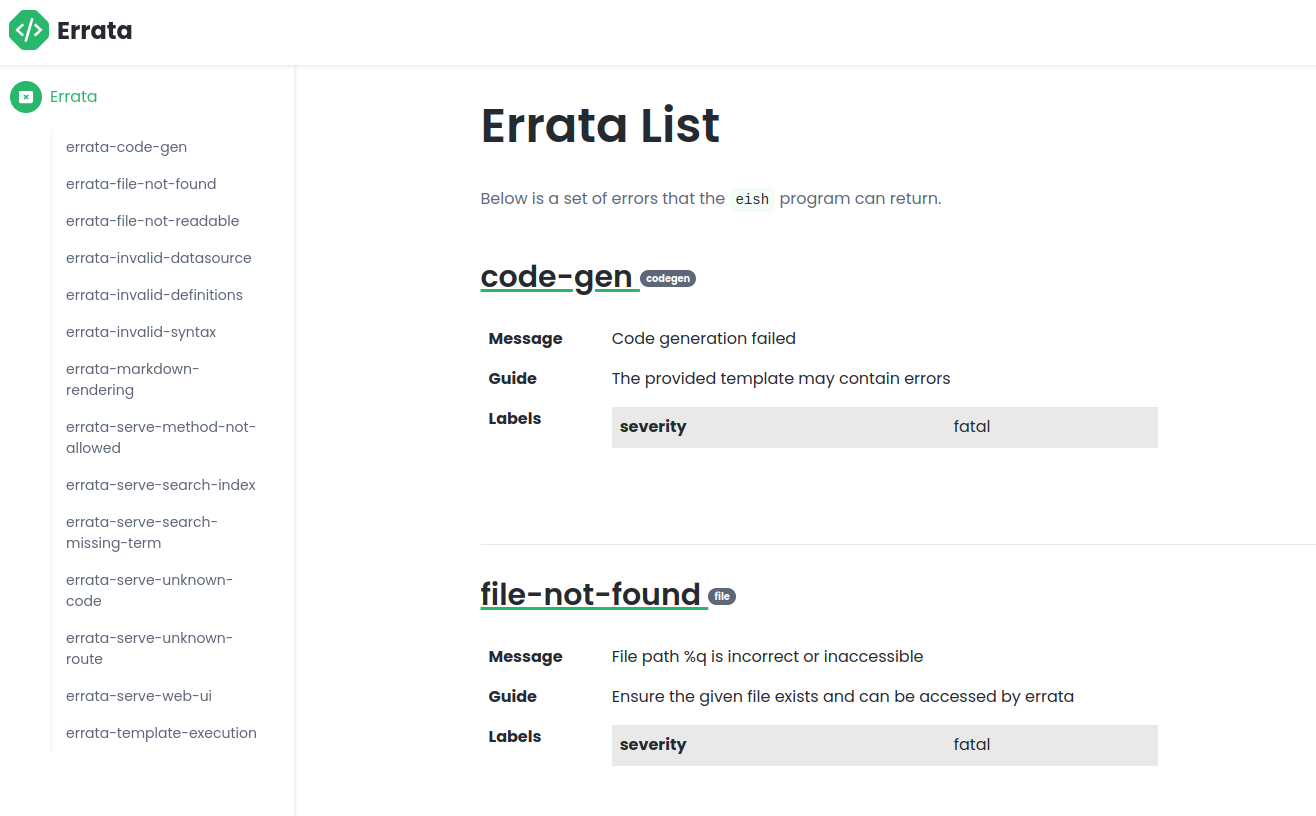 Errata
Errata
errata-code-gen
errata-file-not-found
errata-file-not-readable
errata-invalid-datasource
errata-invalid-definitions
errata-invalid-syntax
errata-markdown-
rendering
errata-serve-method-not-
allowed
errata-serve-search-index
errata-serve-search-
missing-term
errata-serve-unknown-
code
errata-serve-unknown-
route
errata-serve-web-ui
errata-template-execution
Errata List
Below is a set of errors that the eish program can return.
code-gen codegen
Message Code generation failed
Guide The provided template may contain errors
Labels severity fatal
file-not-found file
Message File path %q is incorrect or inaccessible
Guide Ensure the given file exists and can be accessed by errata
Labels severity fatal